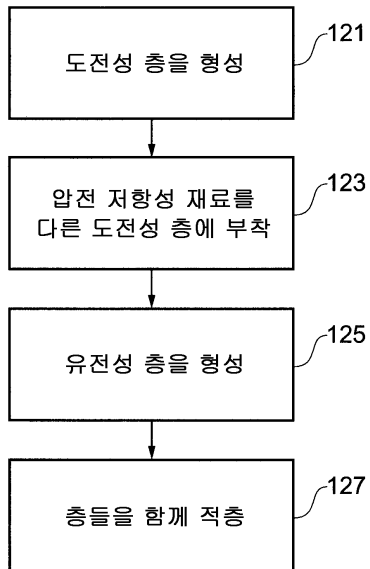 도전성 층을 형성
121
압전 저항성 재료를
다른 도전성 층에 부착
123
유전성 층을 형성
125
층들을 함께 적층
127